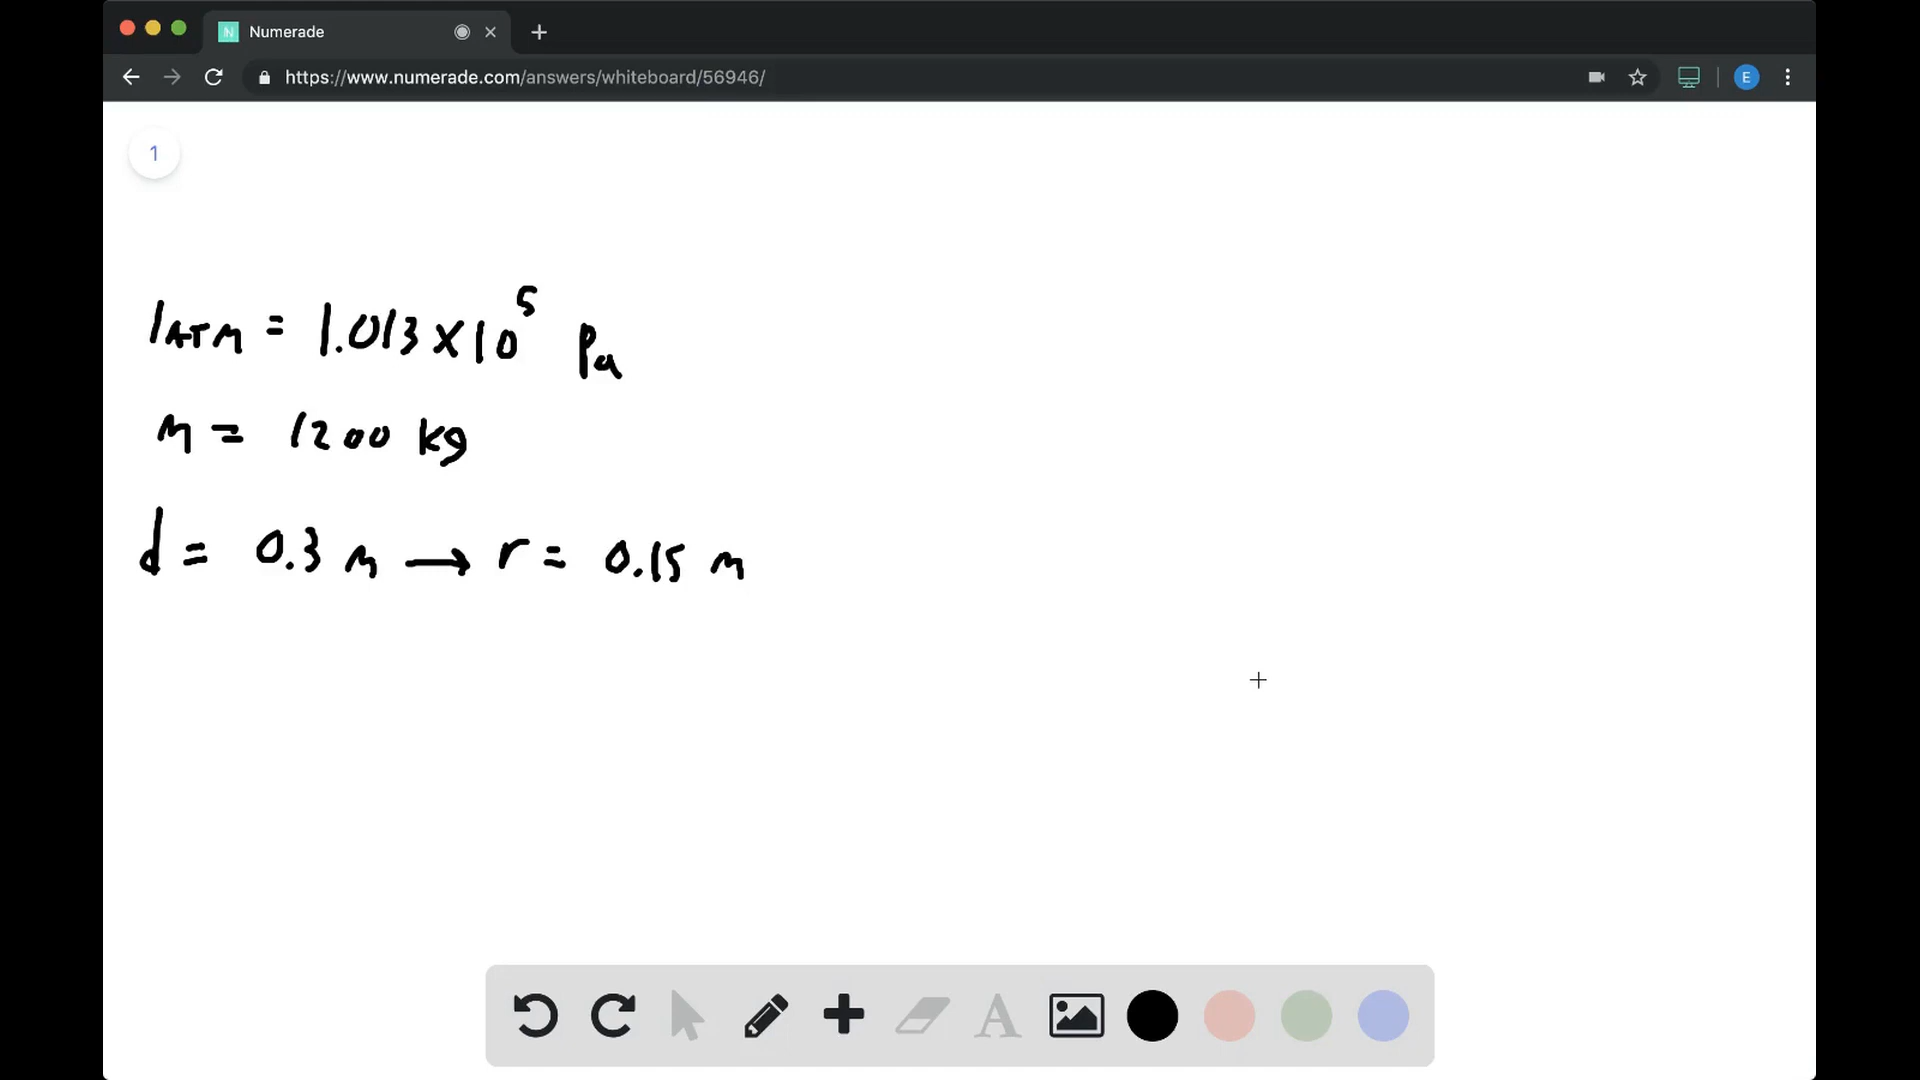 Numerade
https://www.numerade.com/answers/whiteboard/56946/
E
1
1ATM = 1.013 x 10^5 Pa
m = 1200 kg
d = 0.3 m → r = 0.15 m
A